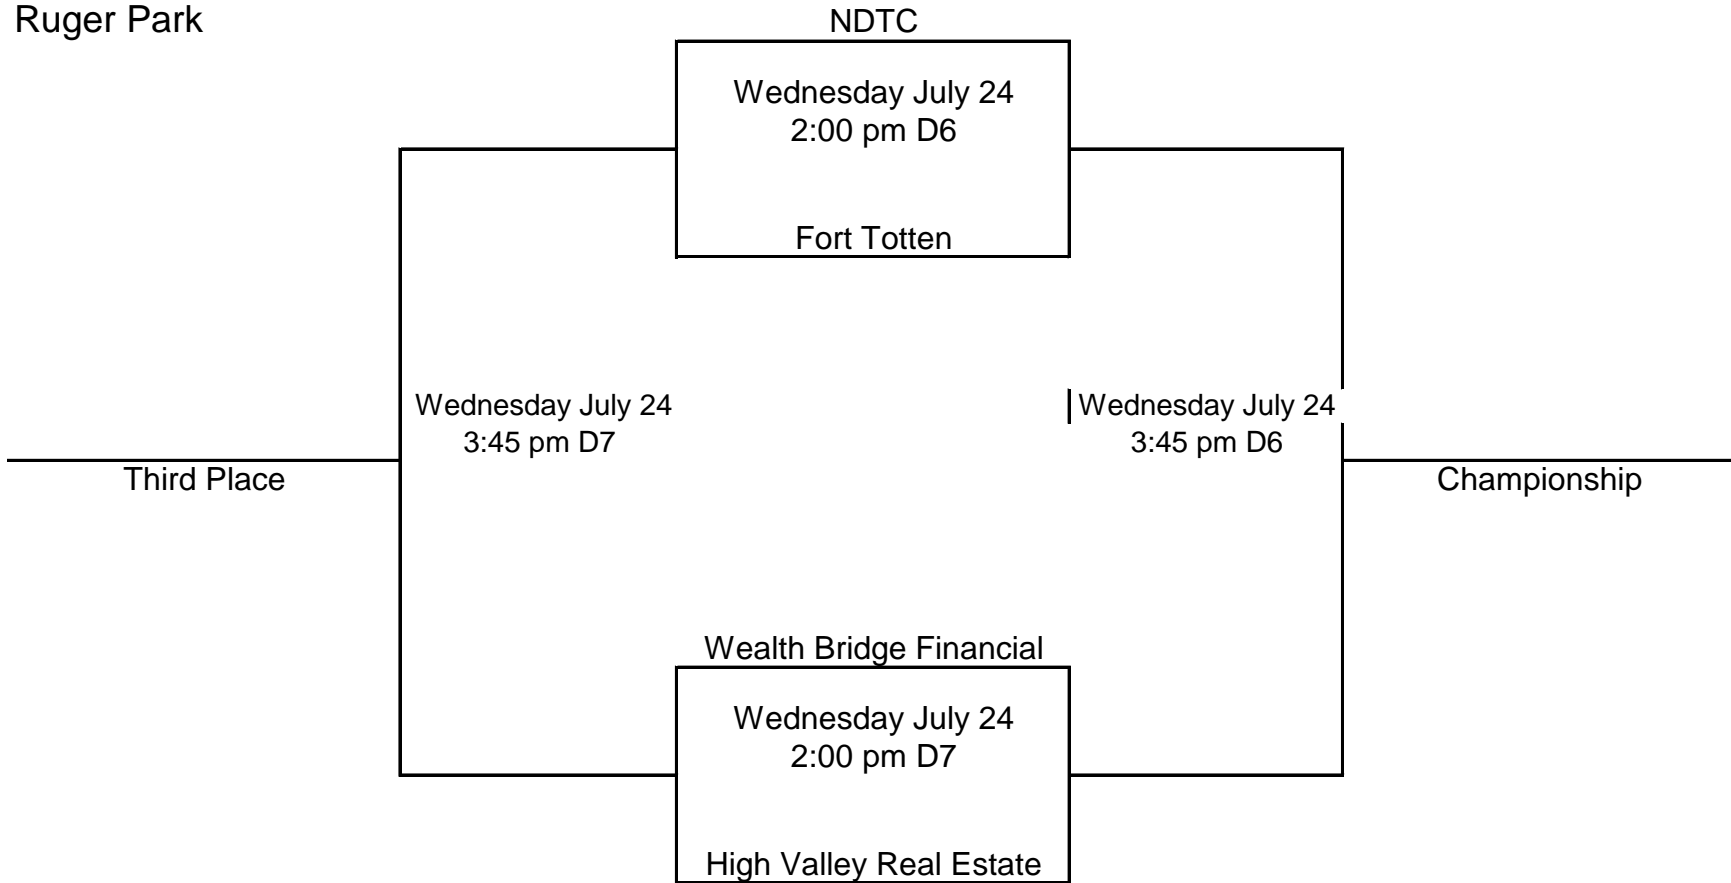 Ruger Park
NDTC
Wednesday July 24
2:00 pm D6
Fort Totten
Wednesday July 24
3:45 pm D7
Third Place
Wednesday July 24
3:45 pm D6
Championship
Wealth Bridge Financial
Wednesday July 24
2:00 pm D7
High Valley Real Estate